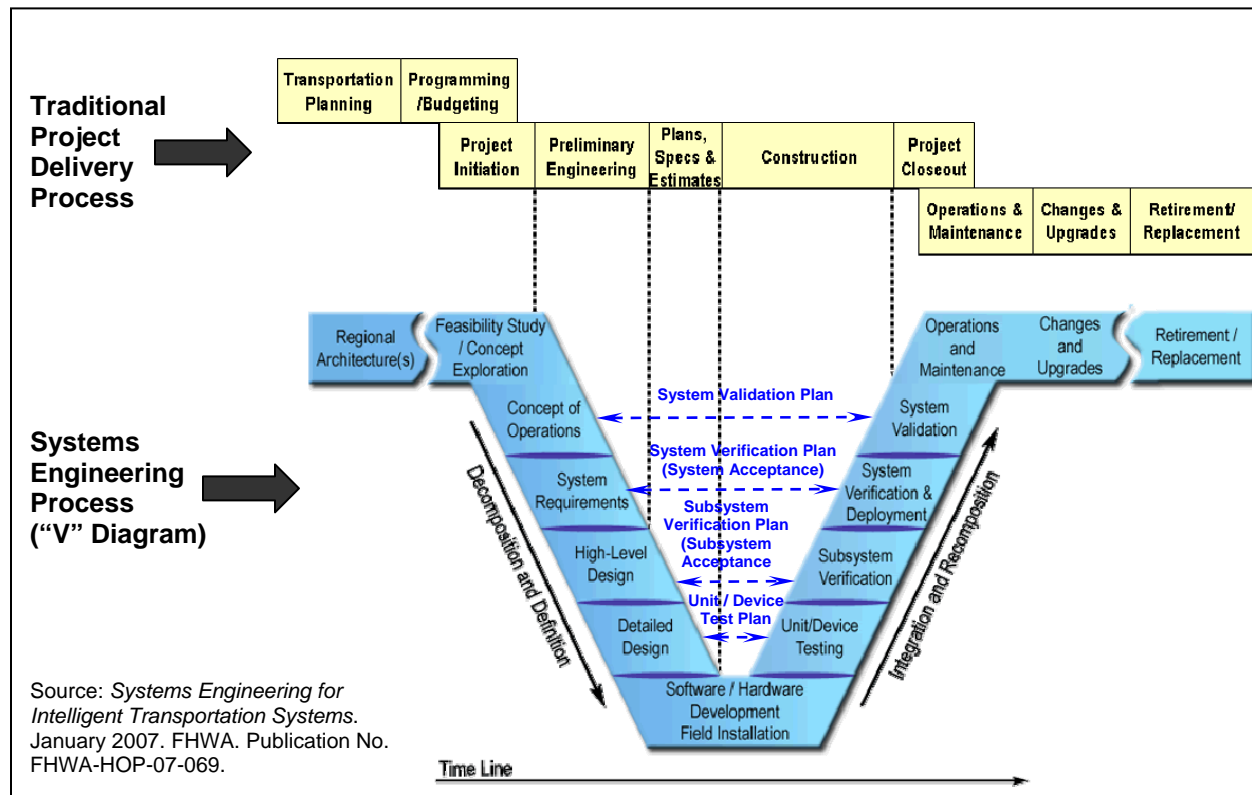 Traditional
Project
Delivery
Process
Transportation
Planning
Programming
/Budgeting
Project
Initiation
Preliminary
Engineering
Plans,
Specs &
Estimates
Construction
Project
Closeout
Operations &
Maintenance
Changes &
Upgrades
Retirement/
Replacement
Systems
Engineering
Process
(“V” Diagram)
Regional
Architecture(s)
Feasibility Study
/ Concept
Exploration
Concept of
Operations
System
Requirements
High-Level
Design
Detailed
Design
Software / Hardware
Development
Field Installation
Unit/Device
Testing
Subsystem
Verification
System
Verification &
Deployment
System
Validation
Operations
and
Maintenance
Changes
and
Upgrades
Retirement /
Replacement
System Validation Plan
System Verification Plan
(System Acceptance)
Subsystem
Verification Plan
(Subsystem
Acceptance
Unit / Device
Test Plan
Decomposition and Definition
Integration and Recomposition
Source: Systems Engineering for
Intelligent Transportation Systems.
January 2007. FHWA. Publication No.
FHWA-HOP-07-069.
Time Line